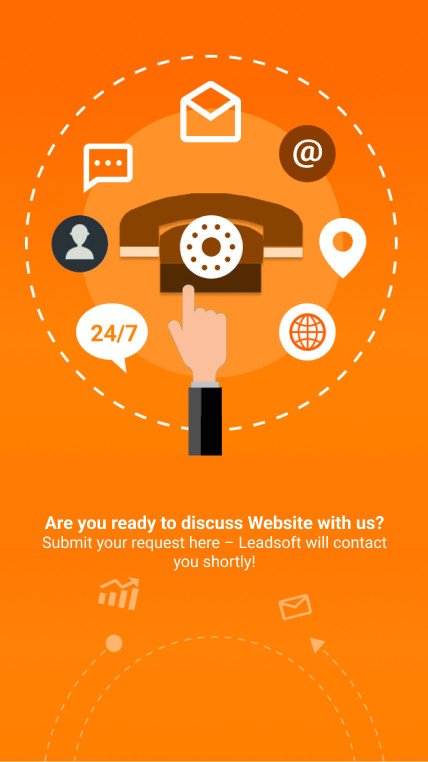 @
24/7
Are you ready to discuss Website with us?
Submit your request here – Leadsoft will contact
you shortly!